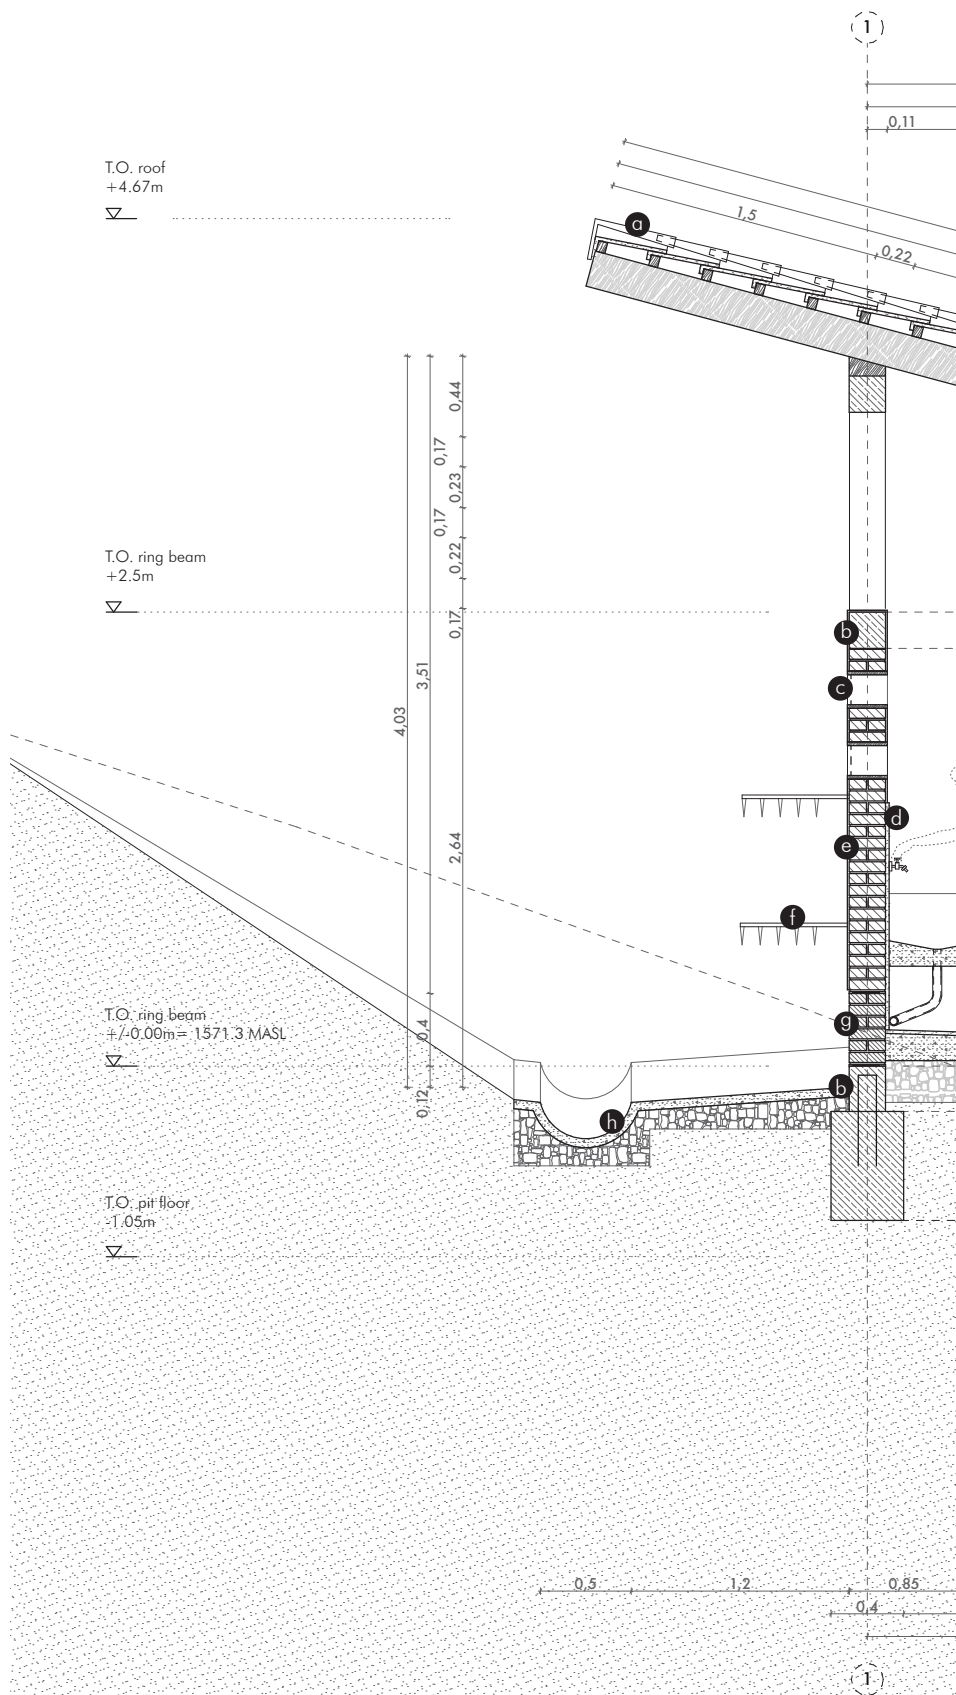 1
0,11
T.O. roof
+4.67m
a
1,5
0,22
0,44
0,17
0,23
0,17
0,22
0,17
T.O. ring beam
+2.5m
b
3,51
c
4,03
d
2,64
e
f
T.O. ring beam
+/-0.00m= 1571.3 MASL
g
0,4
b
0,12
h
T.O. pit floor
-1.05m
0,5
1,2
0,85
0,4
1